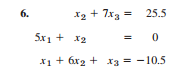 6. x₂ + 7x₃ = 25.5
5x₁ + x₂ = 0
x₁ + 6x₂ + x₃ = −10.5